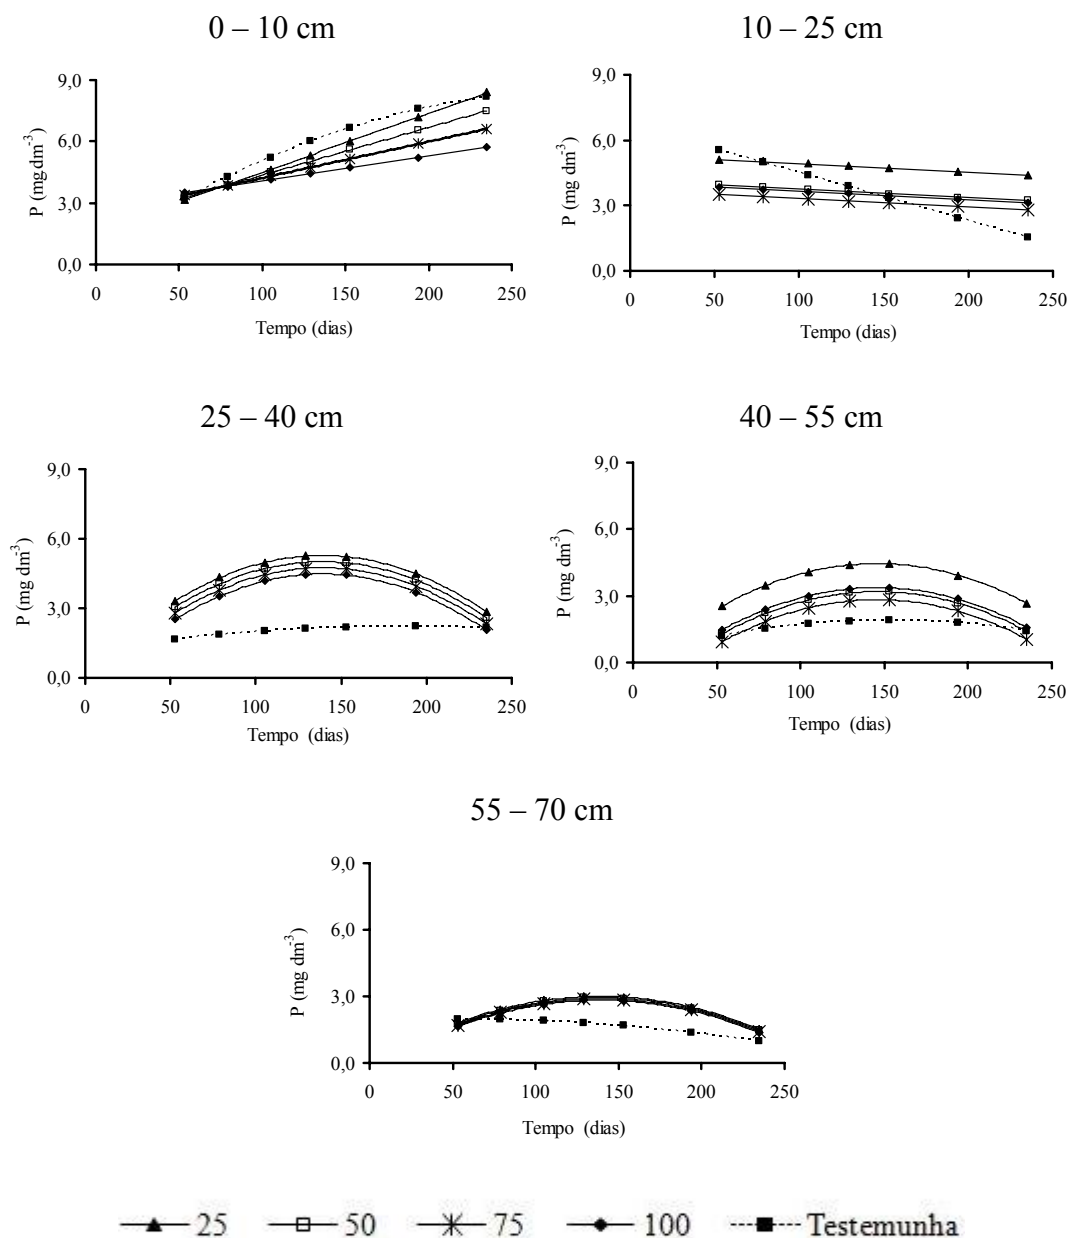 0 – 10 cm
10 – 25 cm
9,0
6,0
3,0
0,0
P (mg dm-3)
0 50 100 150 200 250
Tempo (dias)
9,0
6,0
3,0
0,0
P (mg dm-3)
0 50 100 150 200 250
Tempo (dias)
25 – 40 cm
40 – 55 cm
9,0
6,0
3,0
0,0
P (mg dm-3)
0 50 100 150 200 250
Tempo (dias)
9,0
6,0
3,0
0,0
P (mg dm-3)
0 50 100 150 200 250
Tempo (dias)
55 – 70 cm
9,0
6,0
3,0
0,0
P (mg dm-3)
0 50 100 150 200 250
Tempo (dias)
25 50 75 100 Testemunha